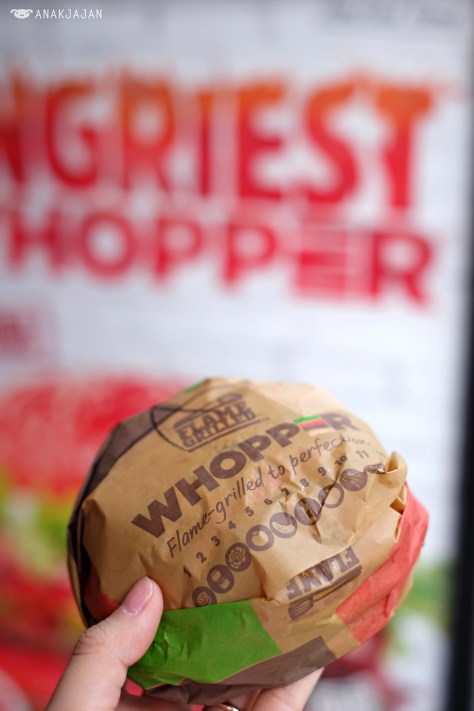 ANAKJAJAN
NGRIEST
WHOPPER
FLAME
GRILLED
WHOPPER
Flame-grilled to perfection.
1 2 3 4 5 6 7 8 9 10 11
FLAME